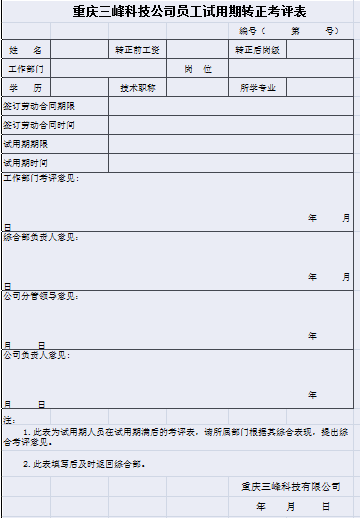 重庆三峰科技公司员工试用期转正考评表
编号（ 第 号）
姓 名 转正前工资 转正后岗级
工作部门 岗 位
学 历 技术职称 所学专业
签订劳动合同期限
签订劳动合同时间
试用期期限
试用期时间
工作部门考评意见：
年 月
日
综合部负责人意见：
年 月
日
公司分管领导意见：
年
月 日
公司负责人意见：
年
月 日
注：
1.此表为试用期人员在试用期满后的考评表，请所属部门根据其综合表现，提出综
合考评意见。
2.此表填写后及时返回综合部。
重庆三峰科技有限公司
年 月 日